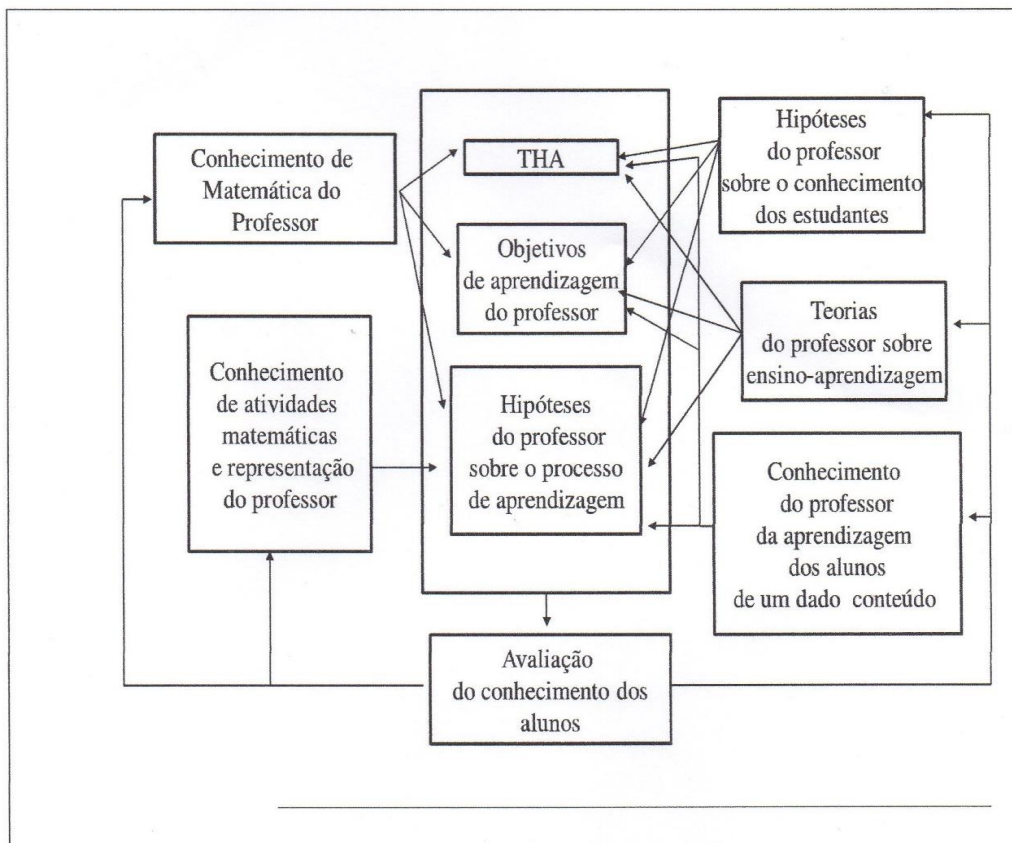 Conhecimento de
Matemática do
Professor
THA
Hipóteses
do professor
sobre o conhecimento
dos estudantes
Objetivos
de aprendizagem
do professor
Teorias
do professor sobre
ensino-aprendizagem
Conhecimento
de atividades
matemáticas
e representação
do professor
Hipóteses
do professor
sobre o processo
de aprendizagem
Conhecimento
do professor
da aprendizagem
dos alunos
de um dado conteúdo
Avaliação
do conhecimento dos
alunos